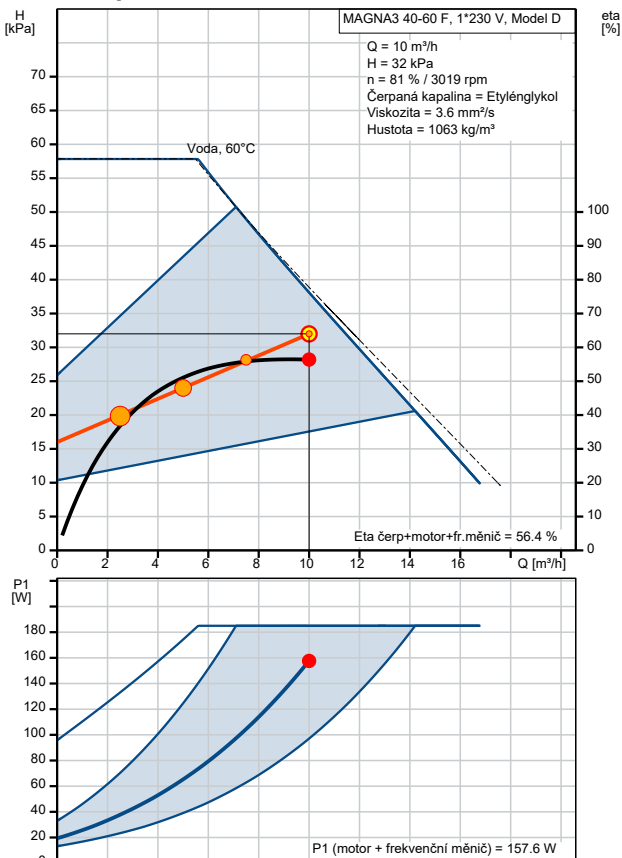 H
[kPa]
MAGNA3 40-60 F, 1*230 V, Model D
eta
[%]
Q = 10 m³/h
H = 32 kPa
n = 81 % / 3019 rpm
Čerpaná kapalina = Etylénglykol
Viskozita = 3.6 mm²/s
Hustota = 1063 kg/m³
Voda, 60°C
70
65
60
55
50
45
40
35
30
25
20
15
10
5
0
100
90
80
70
60
50
40
30
20
10
0
Eta čerp+motor+fr.měnič = 56.4 %
0 2 4 6 8 10 12 14 Q [m³/h]
P1
[W]
180
160
140
120
100
80
60
40
20
P1 (motor + frekvenční měnič) = 157.6 W